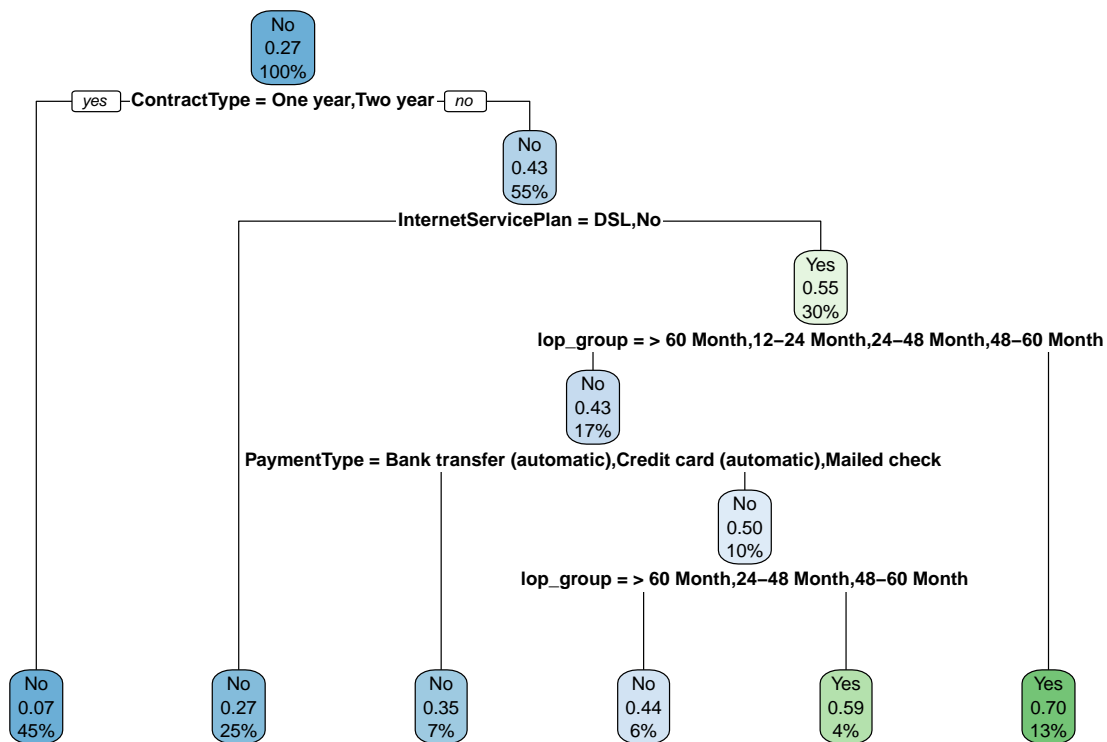 No
0.27
100%
yes ContractType = One year,Two year no
No
0.43
55%
InternetServicePlan = DSL,No
Yes
0.55
30%
lop_group = > 60 Month,12−24 Month,24−48 Month,48−60 Month
No
0.43
17%
PaymentType = Bank transfer (automatic),Credit card (automatic),Mailed check
No
0.50
10%
lop_group = > 60 Month,24−48 Month,48−60 Month
No
0.07
45%
No
0.27
25%
No
0.35
7%
No
0.44
6%
Yes
0.59
4%
Yes
0.70
13%